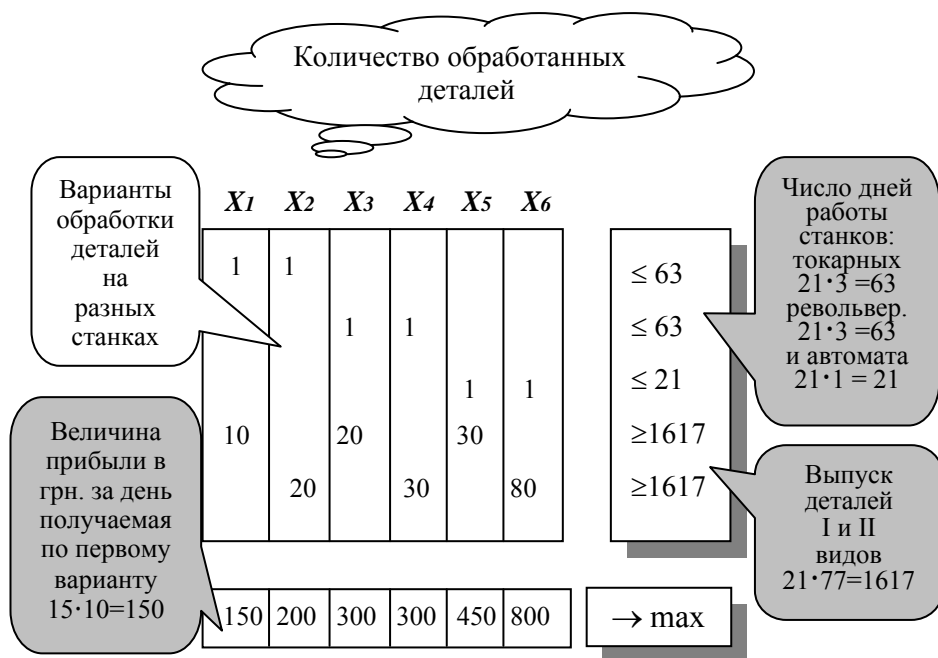 Количество обработанных
деталей
Варианты
обработки
деталей
на
разных
станках
X1 X2 X3 X4 X5 X6
1 1
1 1
1 1
10 20 30
20 30 80
≤ 63
≤ 63
≤ 21
≥1617
≥1617
Число дней
работы
станков:
токарных
21·3 =63
револьвер.
21·3 =63
и автомата
21·1 = 21
Величина
прибыли в
грн. за день
получаемая
по первому
варианту
15·10=150
Выпуск
деталей
I и II
видов
21·77=1617
150 200 300 300 450 800
→ max